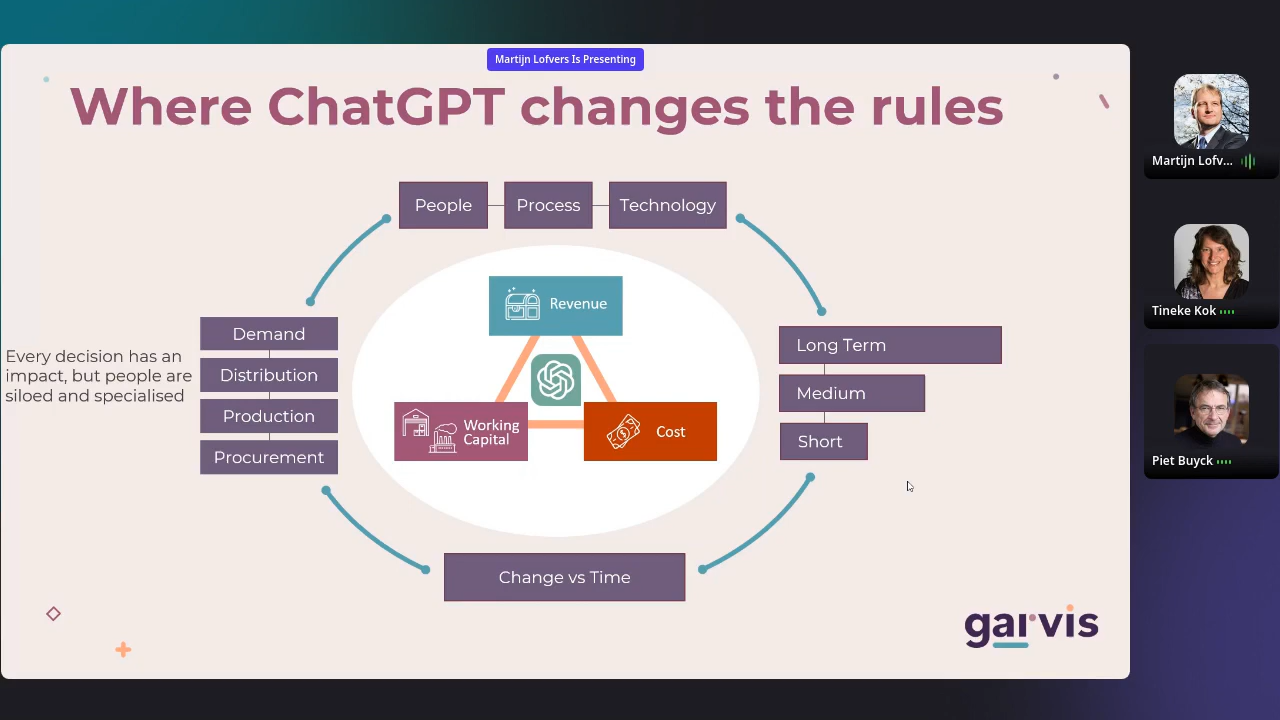 Martijn Lofvers Is Presenting
Where ChatGPT changes the rules
People
Process
Technology
Revenue
Working
Capital
Cost
Every decision has an
impact, but people are
siloed and specialised
Demand
Distribution
Production
Procurement
Long Term
Medium
Short
Change vs Time
garvis
Martijn Lofv...
Tineke Kok
Piet Buyck